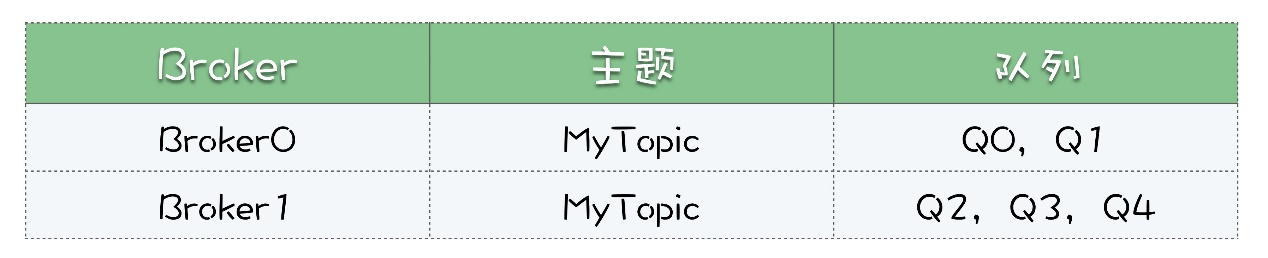 Broker 主题 队列
Broker0 MyTopic Q0, Q1
Broker1 MyTopic Q2, Q3, Q4